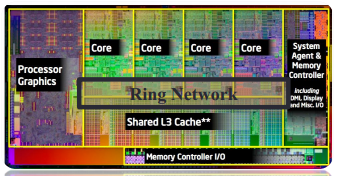 Processor
Graphics
Core
Core
Core
Core
System
Agent &
Memory
Controller
including
DMI, Display
and Misc. I/O
Ring Network
Shared L3 Cache**
Memory Controller I/O